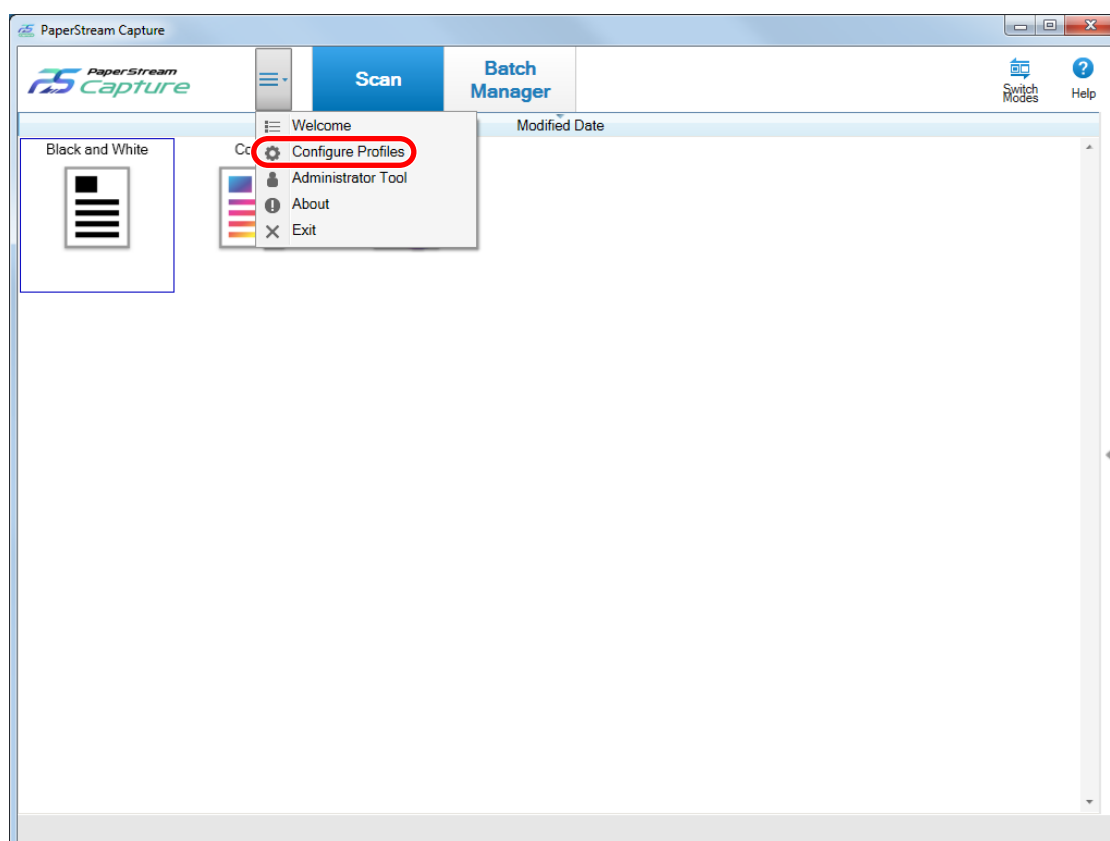 PaperStream Capture
PaperStream
Capture
Scan
Batch
Manager
Switch
Modes
Help
Modified Date
Welcome
Configure Profiles
Administrator Tool
About
Exit
Black and White